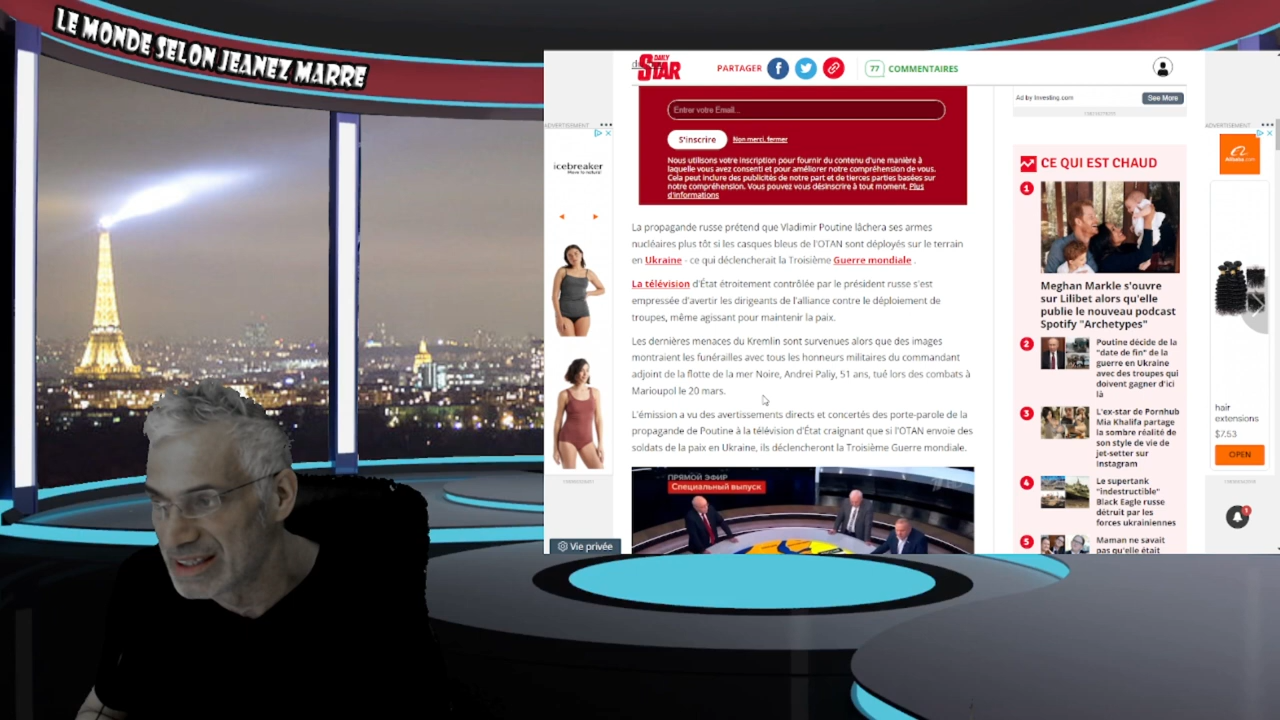 LE MONDE SELON JEANEZ MARRE
DAILY
STAR
PARTAGER
77 COMMENTAIRES
Entrer votre Email...
S'inscrire Non merci, fermer
Nous utilisons votre inscription pour fournir du contenu d'une manière à
laquelle vous avez consenti et pour améliorer notre compréhension de vous.
Cela peut inclure des publicités de notre part et de tierces parties basées sur
notre compréhension. Vous pouvez vous désinscrire à tout moment. Plus
d'informations
La propagande russe prétend que Vladimir Poutine lâchera ses armes
nucléaires plus tôt si les casques bleus de l'OTAN sont déployés sur le terrain
en Ukraine - ce qui déclencherait la Troisième Guerre mondiale .
La télévision d'État étroitement contrôlée par le président russe s'est
empressée d'avertir les dirigeants de l'alliance contre le déploiement de
troupes, même agissant pour maintenir la paix.
Les dernières menaces du Kremlin sont survenues alors que des images
montraient les funérailles avec tous les honneurs militaires du commandant
adjoint de la flotte de la mer Noire, Andreï Paliy, 51 ans, tué lors des combats à
Marioupol le 20 mars.
L'émission a vu des avertissements directs et concertés des porte-parole de la
propagande de Poutine à la télévision d'État craignant que si l'OTAN envoie des
soldats de la paix en Ukraine, ils déclencheront la Troisième Guerre mondiale.
ПРЯМОЙ ЭФИР
Специальный выпуск
Vie privée
ADVERTISEMENT
icebreaker
Move to natural
Ad by Investing.com See More
CE QUI EST CHAUD
1
Meghan Markle s'ouvre
sur Lilibet alors qu'elle
publie le nouveau podcast
Spotify "Archetypes"
2
Poutine décide de la
"date de fin" de la
guerre en Ukraine
avec des troupes qui
doivent gagner d'ici
là
3
L'ex-star de Pornhub
Mia Khalifa partage
la sombre réalité de
son style de vie de
jet-setter sur
Instagram
4
Le supertank
"indestructible"
Black Eagle russe
détruit par les
forces ukrainiennes
5
Maman ne savait
pas qu'elle était
ADVERTISEMENT
Alibaba.com
hair
extensions
$7.53
OPEN
1